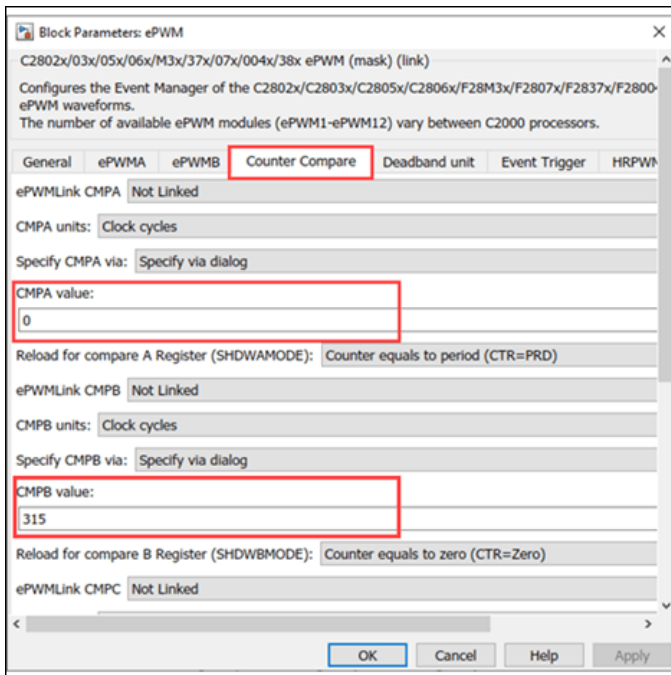 Block Parameters: ePWM
C2802x/03x/05x/06x/M3x/37x/07x/004x/38x ePWM (mask) (link)
Configures the Event Manager of the C2802x/C2803x/C2805x/C2806x/F28M3x/F2807x/F2837x/F2800
ePWM waveforms.
The number of available ePWM modules (ePWM1-ePWM12) vary between C2000 processors.
General ePWMA ePWMB Counter Compare Deadband unit Event Trigger HRPWM
ePWMLink CMPA Not Linked
CMPA units: Clock cycles
Specify CMPA via: Specify via dialog
CMPA value:
0
Reload for compare A Register (SHDWAMODE): Counter equals to period (CTR=PRD)
ePWMLink CMPB Not Linked
CMPB units: Clock cycles
Specify CMPB via: Specify via dialog
CMPB value:
315
Reload for compare B Register (SHDWBMODE): Counter equals to zero (CTR=Zero)
ePWMLink CMPC Not Linked
OK Cancel Help Apply